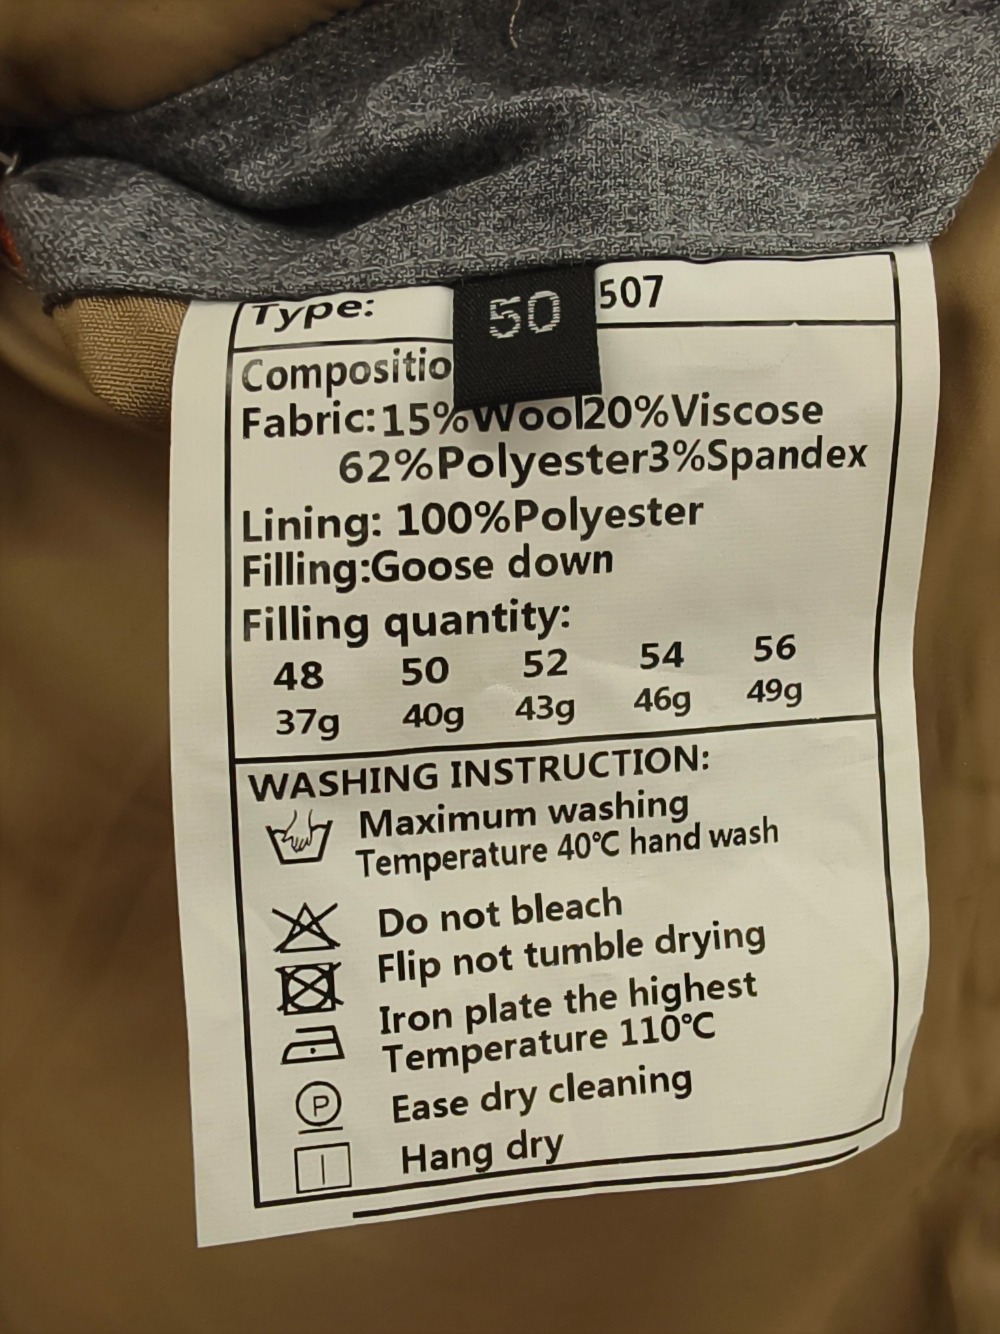 Type: 507
50
Compositio
Fabric:15%Wool20%Viscose
62%Polyester3%Spandex
Lining: 100%Polyester
Filling:Goose down
Filling quantity:
48 50 52 54 56
37g 40g 43g 46g 49g
WASHING INSTRUCTION:
Maximum washing
Temperature 40℃ hand wash
Do not bleach
Flip not tumble drying
Iron plate the highest
Temperature 110℃
P Ease dry cleaning
Hang dry